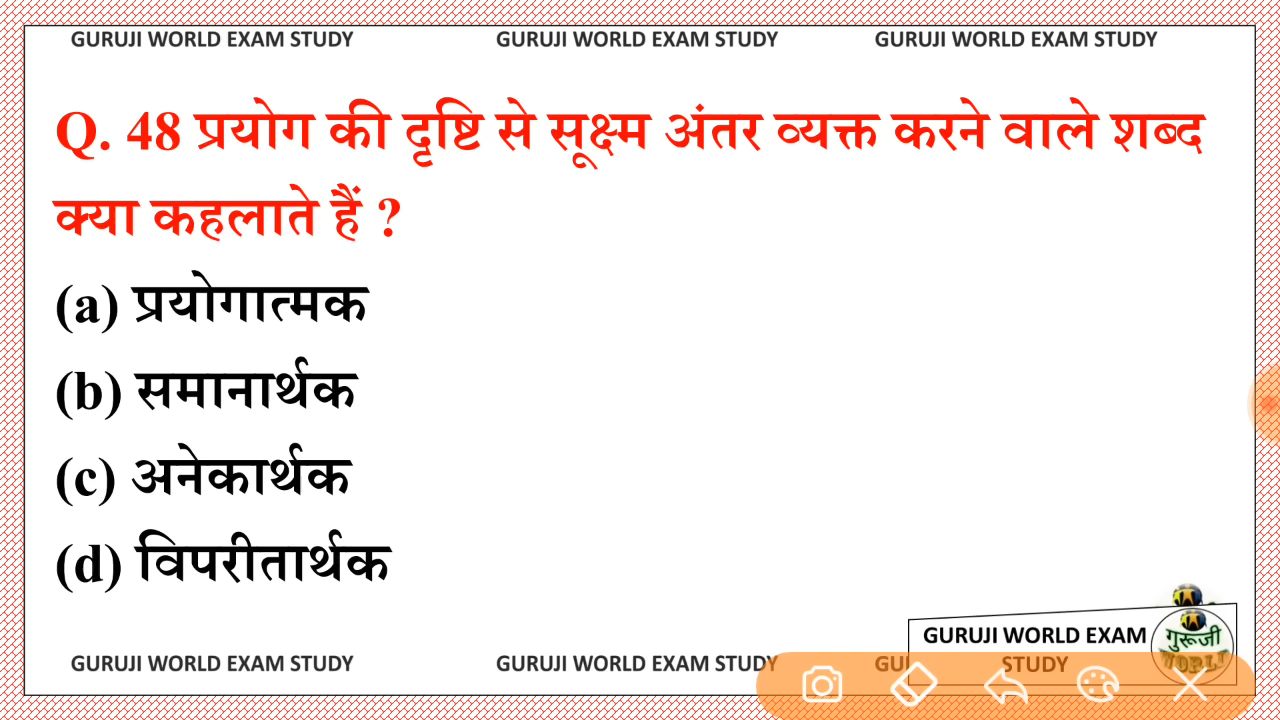 GURUJI WORLD EXAM STUDY GURUJI WORLD EXAM STUDY GURUJI WORLD EXAM STUDY
Q. 48 प्रयोग की दृष्टि से सूक्ष्म अंतर व्यक्त करने वाले शब्द
क्या कहलाते हैं ?
(a) प्रयोगात्मक
(b) समानार्थक
(c) अनेकार्थक
(d) विपरीतार्थक
GURUJI WORLD EXAM
STUDY
गुरूजी
WORLD
GURUJI WORLD EXAM STUDY GURUJI WORLD EXAM STUDY GU